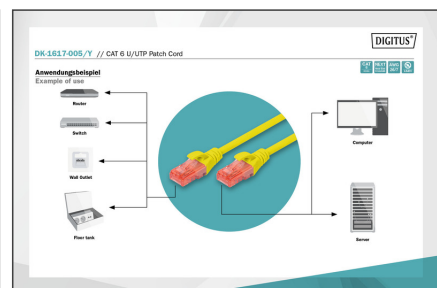 DIGITUS®
DK-1617-005/Y // CAT 6 U/UTP Patch Cord
Anwendungsbeispiel
Example of use
Router
Switch
Wall Outlet
Floor tank
Computer
Server